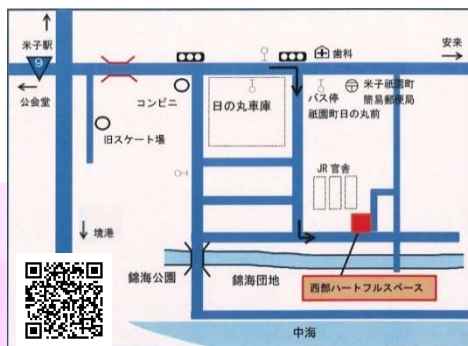 米子駅
9
公会堂
歯科
安来
コンビニ
旧スケート場
日の丸車庫
バス停
祇園町日の丸前
米子祇園町
簡易郵便局
JR官舎
境港
錦海公園
錦海団地
西部ハートフルスペース
中海